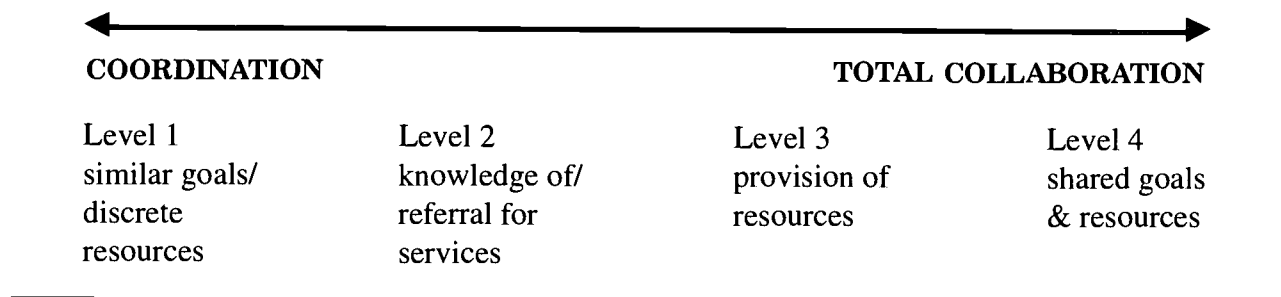 COORDINATION
TOTAL COLLABORATION
Level 1
similar goals/
discrete
resources
Level 2
knowledge of/
referral for
services
Level 3
provision of
resources
Level 4
shared goals
& resources